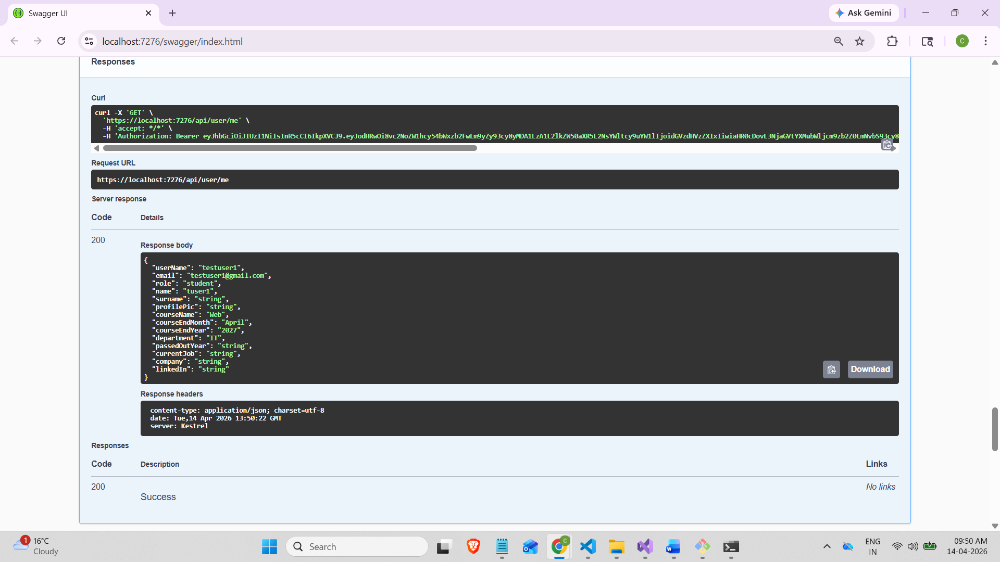 Swagger UI
Ask Gemini
localhost:7276/swagger/index.html
C
Responses
Curl
curl -X 'GET' \
'https://localhost:7276/api/user/me' \
-H 'accept: */*' \
-H 'Authorization: Bearer eyJhbGciOiJIUzI1NiIsInR5cCI6IkpXVCJ9.eyJodHRwOi8vc2NoZW1hcy54bWxzb2FwLm9yZy93cy8yMDA1LzA1L2lkZW50aXR5L2NsYWltcy9uYW1lIjoidGVzdHVzZXIxIiwiaHR0cDovL3NjaGVtYXMubWljcm9zb2Z0LmNvbS93cy8
Request URL
https://localhost:7276/api/user/me
Server response
Code Details
200
Response body
{
"userName": "testuser1",
"email": "testuser1@gmail.com",
"role": "student",
"name": "tuser1",
"surname": "string",
"profilePic": "string",
"courseName": "Web",
"courseEndMonth": "April",
"courseEndYear": "2027",
"department": "IT",
"passedOutYear": "string",
"currentJob": "string",
"company": "string",
"linkedIn": "string"
}
Download
Response headers
content-type: application/json; charset=utf-8
date: Tue,14 Apr 2026 13:50:22 GMT
server: Kestrel
Responses
Code Description Links
200 No links
Success
1
16°C
Cloudy
Search
C
ENG
IN
09:50 AM
14-04-2026